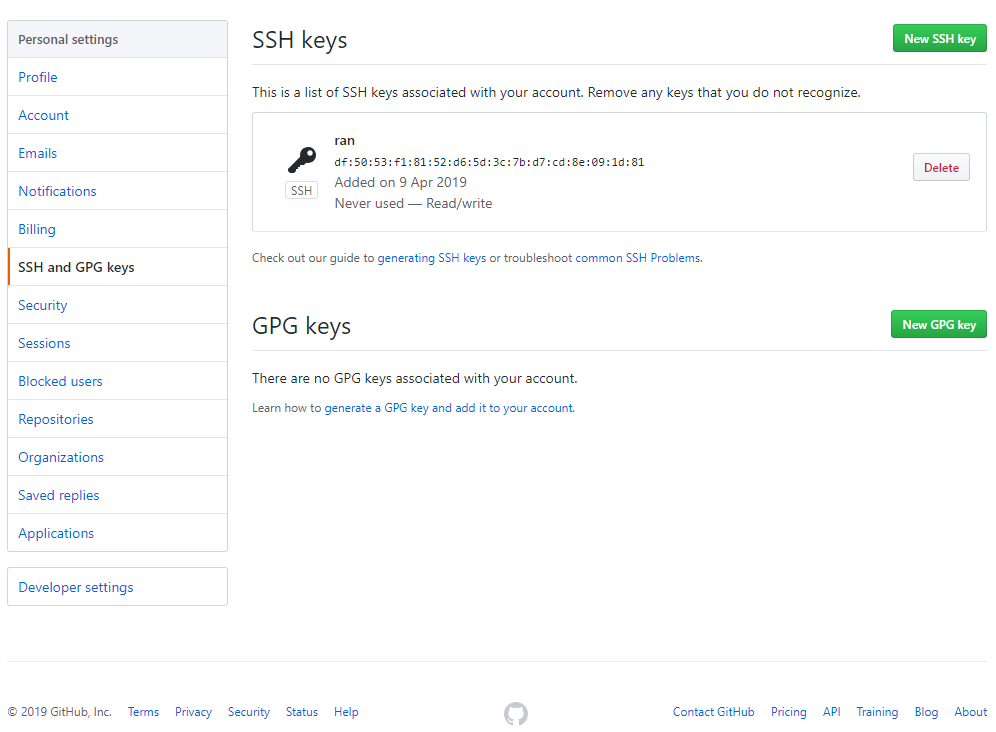 Personal settings
Profile
Account
Emails
Notifications
Billing
SSH and GPG keys
Security
Sessions
Blocked users
Repositories
Organizations
Saved replies
Applications
Developer settings
SSH keys
New SSH key
This is a list of SSH keys associated with your account. Remove any keys that you do not recognize.
ran
df:50:53:f1:81:52:d6:5d:3c:7b:d7:cd:8e:09:1d:81
SSH
Added on 9 Apr 2019
Never used — Read/write
Delete
Check out our guide to generating SSH keys or troubleshoot common SSH Problems.
GPG keys
New GPG key
There are no GPG keys associated with your account.
Learn how to generate a GPG key and add it to your account.
© 2019 GitHub, Inc. Terms Privacy Security Status Help Contact GitHub Pricing API Training Blog About